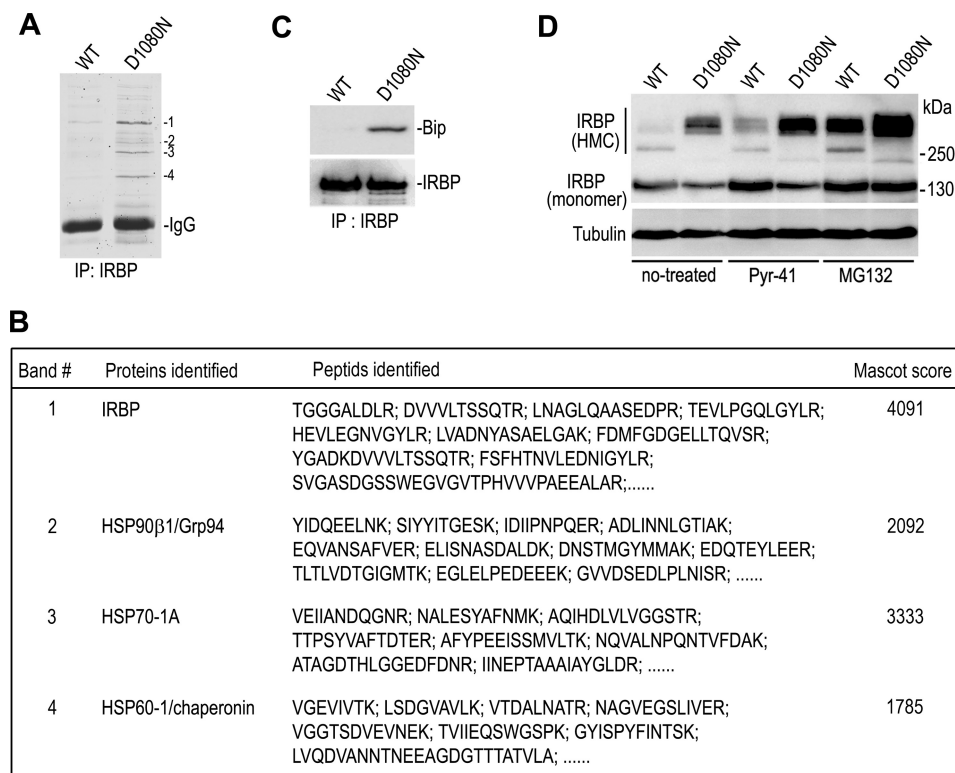 A
WT
D1080N
-1
-2
-3
-4
-IgG
IP: IRBP
C
WT
D1080N
-Bip
-IRBP
IP : IRBP
D
WT
D1080N
WT
D1080N
WT
D1080N
kDa
IRBP
(HMC)
- 250
IRBP
(monomer)
- 130
Tubulin
no-treated
Pyr-41
MG132
B
Band # Proteins identified Peptids identified Mascot score
1 IRBP TGGGALDLR; DVVVLTSSQTR; LNAGLQAASEDPR; TEVLPGQLGYLR; 4091
HEVLEGNVGYLR; LVADNYASAELGAK; FDMFGDGELLTQVSR;
YGADKDVVVLTSSQTR; FSFHTNVLEDNIGYLR;
SVGASDGSSWEGVGVTPHVVVPAEEALAR;......
2 HSP90β1/Grp94 YIDQEELNK; SIYYITGESK; IDIIPNPQER; ADLINNLGTIAK; 2092
EQVANSAFVER; ELISNASDALDK; DNSTMGYMMAK; EDQTEYLEER;
TLTLVDTGIGMTK; EGLELPEDEEEK; GVVDSEDLPLNISR; ......
3 HSP70-1A VEIIANDQGNR; NALESYAFNMK; AQIHDLVLVGGSTR; 3333
TTPSYVAFTDTER; AFYPEEISSMVLTK; NQVALNPQNTVFDAK;
ATAGDTHLGGEDFDNR; IINEPTAAAIAYGLDR; ......
4 HSP60-1/chaperonin VGEVIVTK; LSDGVAVLK; VTDALNATR; NAGVEGSLIVER; 1785
VGGTSDVEVNEK; TVIIEQSWGSPK; GYISPYFINTSK;
LVQDVANNTNEEAGDGTTTATVLA; ......